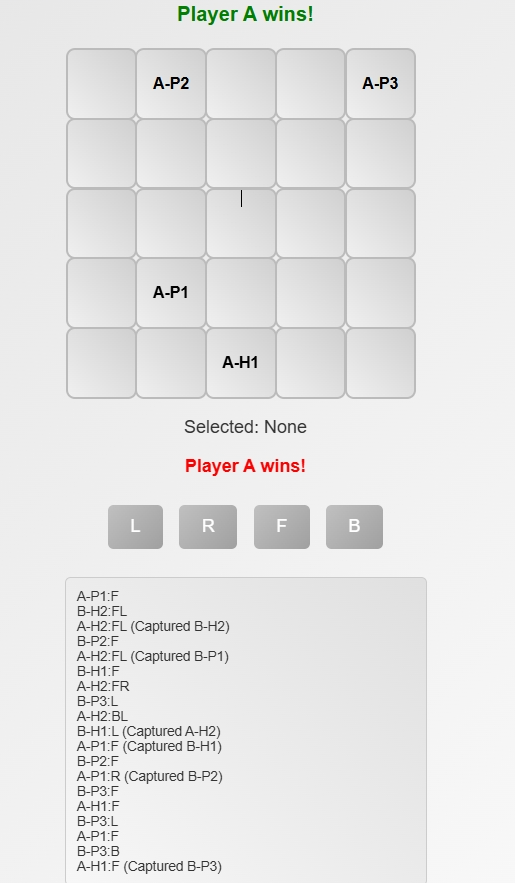 Player A wins!
A-P2 A-P3
A-P1
A-H1
Selected: None
Player A wins!
L R F B
A-P1:F
B-H2:FL
A-H2:FL (Captured B-H2)
B-P2:F
A-H2:FL (Captured B-P1)
B-H1:F
A-H2:FR
B-P3:L
A-H2:BL
B-H1:L (Captured A-H2)
A-P1:F (Captured B-H1)
B-P2:F
A-P1:R (Captured B-P2)
B-P3:F
A-H1:F
B-P3:L
A-P1:F
B-P3:B
A-H1:F (Captured B-P3)